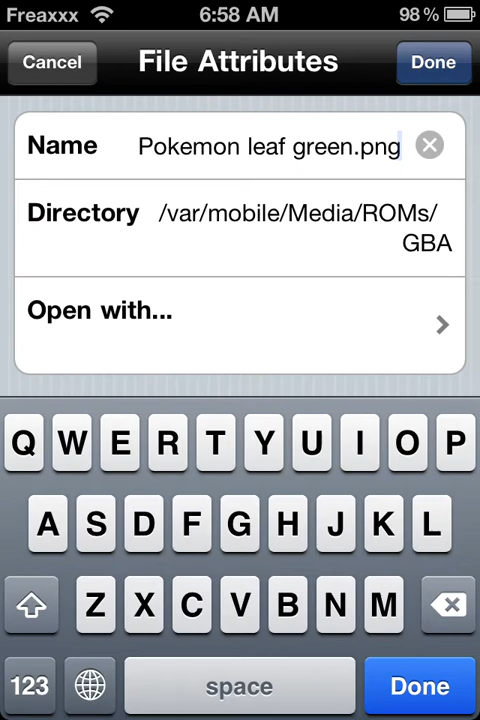 Freaxxx 6:58 AM 98 %
Cancel File Attributes Done
Name Pokemon leaf green.png
Directory /var/mobile/Media/ROMs/
GBA
Open with...
Q W E R T Y U I O P
A S D F G H J K L
Z X C V B N M
123 space Done